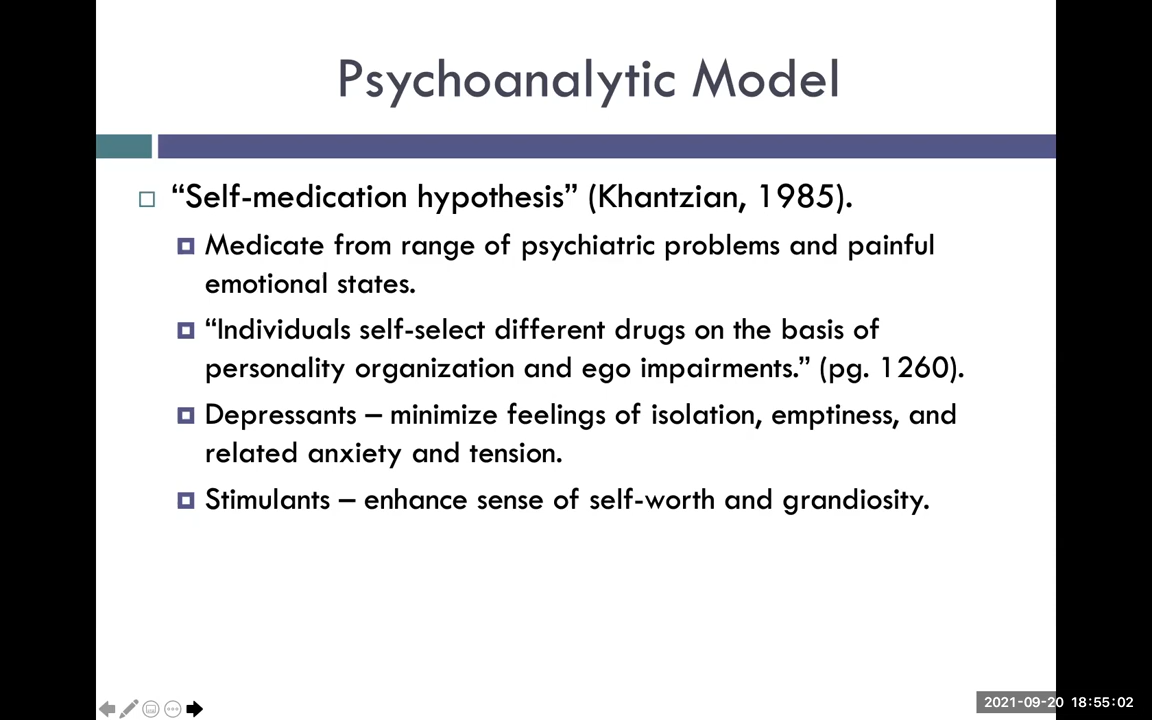 Psychoanalytic Model
“Self-medication hypothesis” (Khantzian, 1985).
Medicate from range of psychiatric problems and painful
emotional states.
“Individuals self-select different drugs on the basis of
personality organization and ego impairments.” (pg. 1260).
Depressants – minimize feelings of isolation, emptiness, and
related anxiety and tension.
Stimulants – enhance sense of self-worth and grandiosity.
2021-09-20 18:55:02